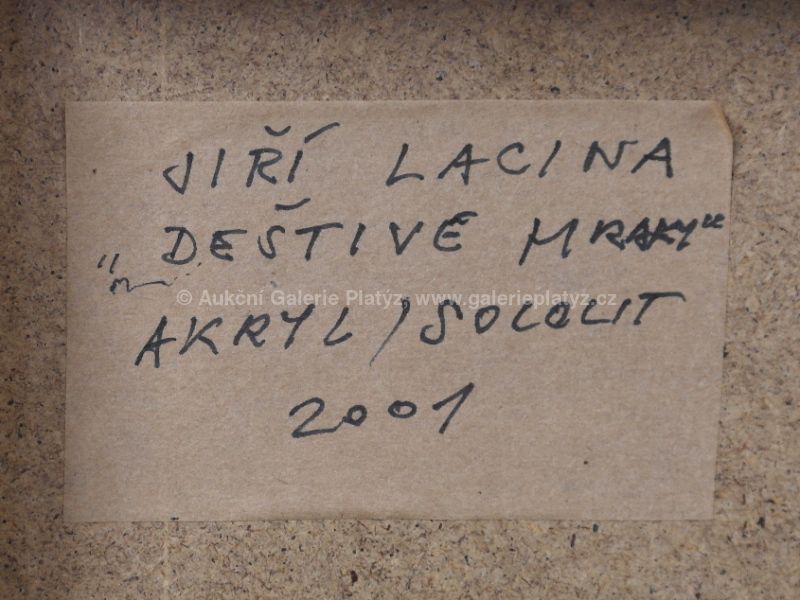 JIŘÍ LACINA
"DEŠTIVÉ MRAKY"
© Aukční Galerie Platýz, www.galerieplatyz.cz
AKRYL/SOLOLIT
2001